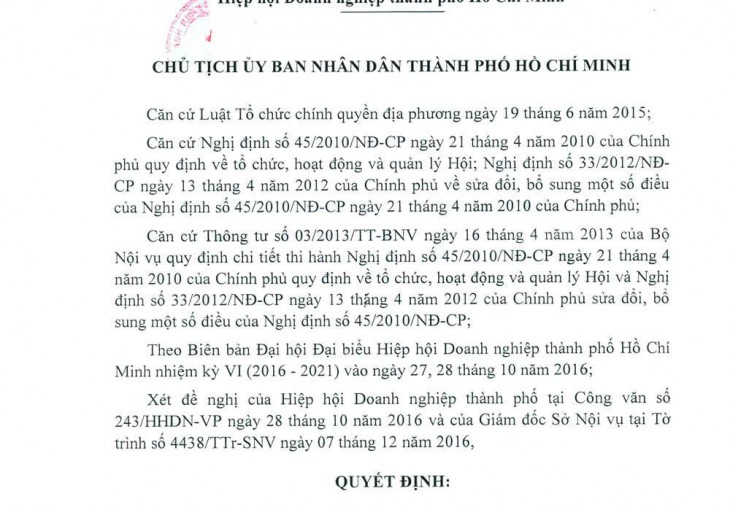 Hiệp hội Doanh nghiệp thành phố Hồ Chí Minh
CHỦ TỊCH ỦY BAN NHÂN DÂN THÀNH PHỐ HỒ CHÍ MINH
Căn cứ Luật Tổ chức chính quyền địa phương ngày 19 tháng 6 năm 2015;
Căn cứ Nghị định số 45/2010/NĐ-CP ngày 21 tháng 4 năm 2010 của Chính
phủ quy định về tổ chức, hoạt động và quản lý Hội; Nghị định số 33/2012/NĐ-
CP ngày 13 tháng 4 năm 2012 của Chính phủ về sửa đổi, bổ sung một số điều
của Nghị định số 45/2010/NĐ-CP ngày 21 tháng 4 năm 2010 của Chính phủ;
Căn cứ Thông tư số 03/2013/TT-BNV ngày 16 tháng 4 năm 2013 của Bộ
Nội vụ quy định chi tiết thi hành Nghị định số 45/2010/NĐ-CP ngày 21 tháng 4
năm 2010 của Chính phủ quy định về tổ chức, hoạt động và quản lý Hội và Nghị
định số 33/2012/NĐ-CP ngày 13 tháng 4 năm 2012 của Chính phủ sửa đổi, bổ
sung một số điều của Nghị định số 45/2010/NĐ-CP;
Theo Biên bản Đại hội Đại biểu Hiệp hội Doanh nghiệp thành phố Hồ Chí
Minh nhiệm kỳ VI (2016 - 2021) vào ngày 27, 28 tháng 10 năm 2016;
Xét đề nghị của Hiệp hội Doanh nghiệp thành phố tại Công văn số
243/HHDN-VP ngày 28 tháng 10 năm 2016 và của Giám đốc Sở Nội vụ tại Tờ
trình số 4438/TTr-SNV ngày 07 tháng 12 năm 2016,
QUYẾT ĐỊNH: